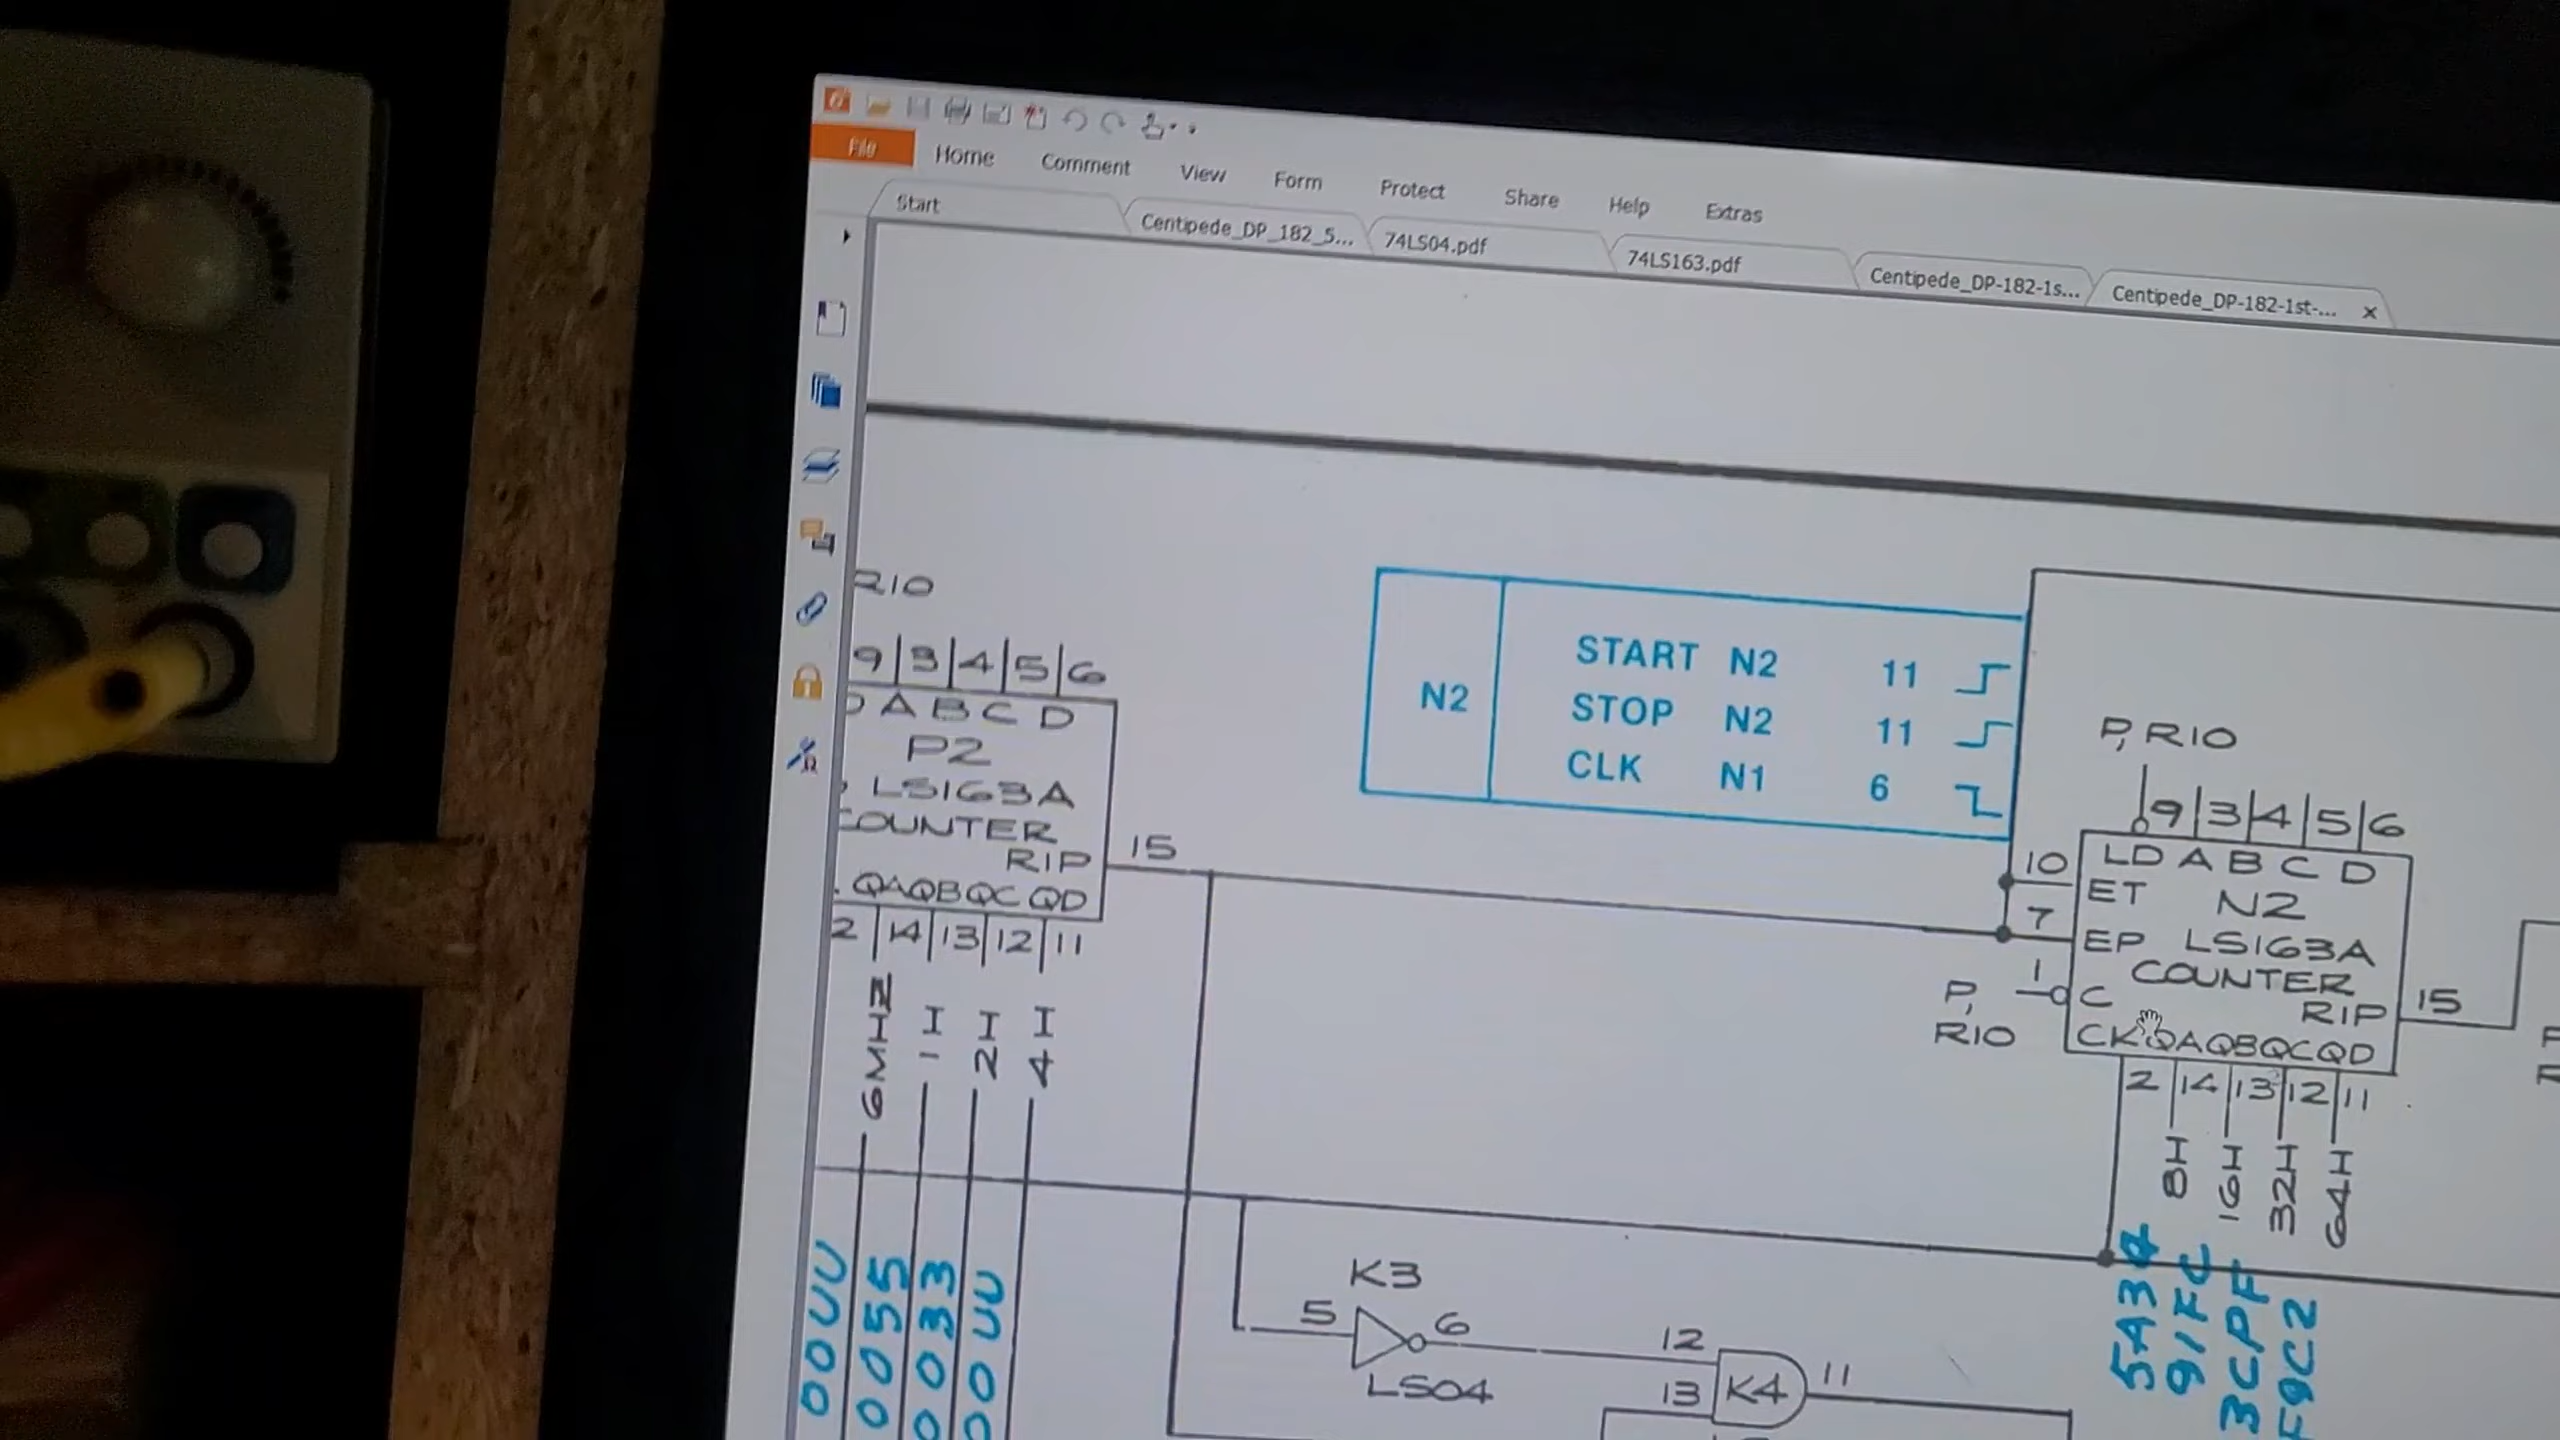 File Home Comment View Form Protect Share Help Extras
Start Centipede_DP_182_5... 74LS04.pdf 74LS163.pdf Centipede_DP-182-1s... Centipede_DP-182-1st-... ×
R10
9 3 4 5 6
A B C D
P2
LS163A
COUNTER
RIP 15
QA QB QC QD
2 14 13 12 11
6MHZ
1H
2H
4H
00UU
0055
0033
00UU
N2
START N2 11
STOP N2 11
CLK N1 6
P, R10
9 3 4 5 6
10 LD A B C D
ET N2
7
EP LS163A
1 COUNTER
P, R10
C RIP 15
CK QA QB QC QD
2 14 13 12 11
8H
16H
32H
64H
91FC
3CPF
F9C2
K3
5 6
LS04
12
13 K4 11